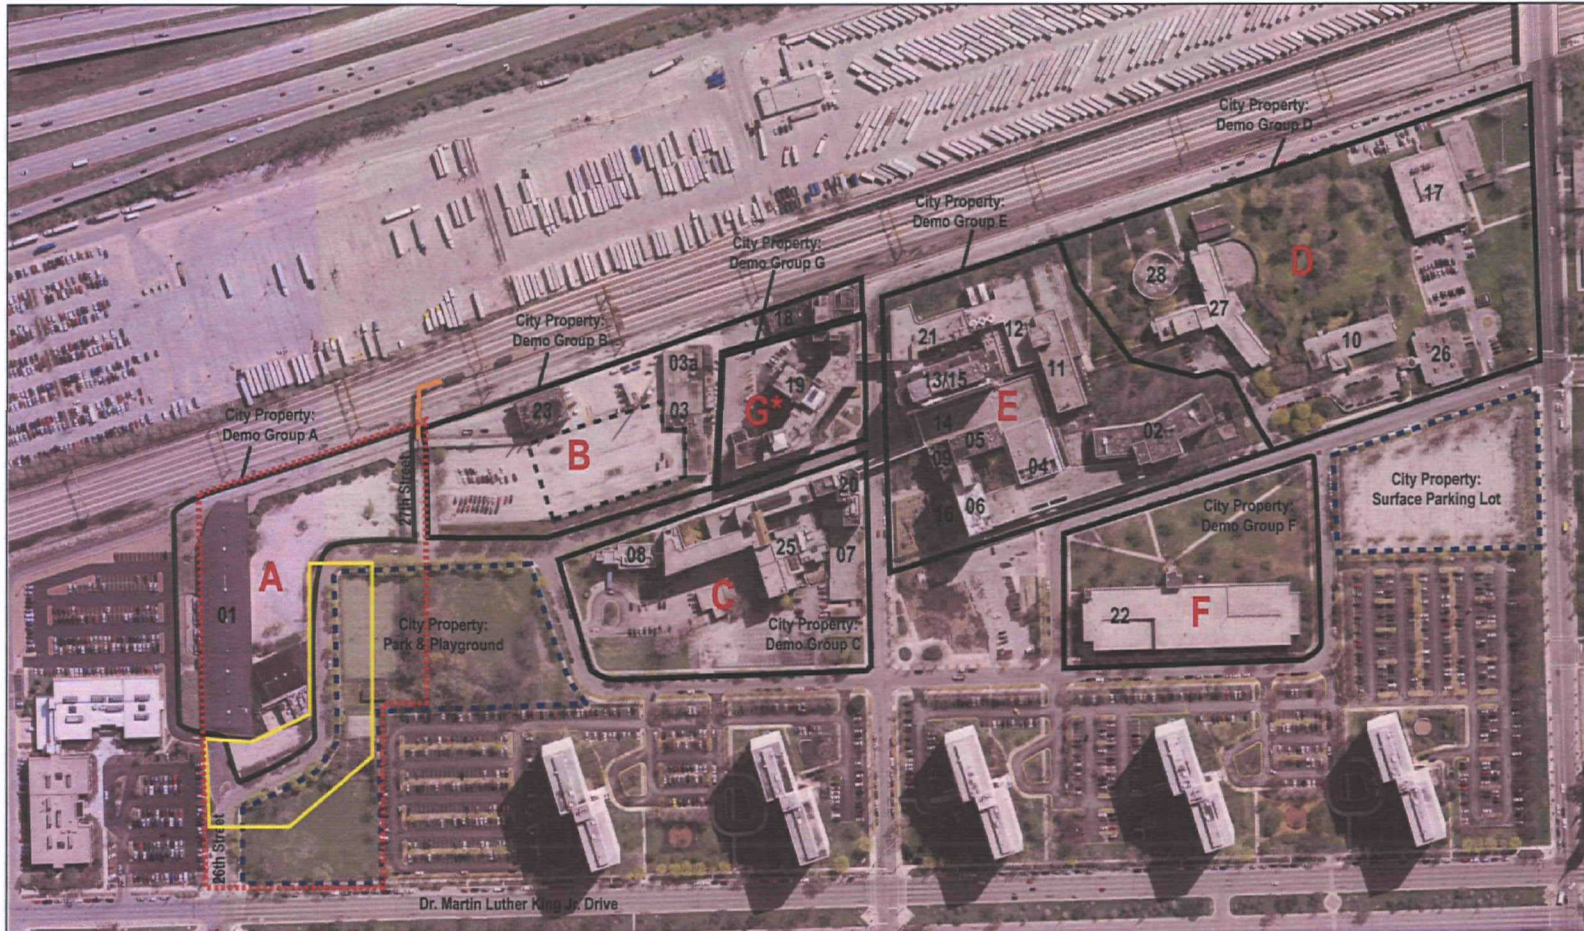 City Property:
Demo Group D
City Property:
Demo Group E
City Property:
Demo Group G
City Property:
Demo Group B
City Property:
Demo Group A
17
D
28
27
10
26
18
19
G*
21
12
13/15
11
E
14
05
02
09
04
16
06
03a
03
23
B
27th Street
A
01
City Property:
Park & Playground
20
08
25
07
C
City Property:
Demo Group C
City Property:
Demo Group F
22
F
City Property:
Surface Parking Lot
26th Street
Dr. Martin Luther King Jr. Drive